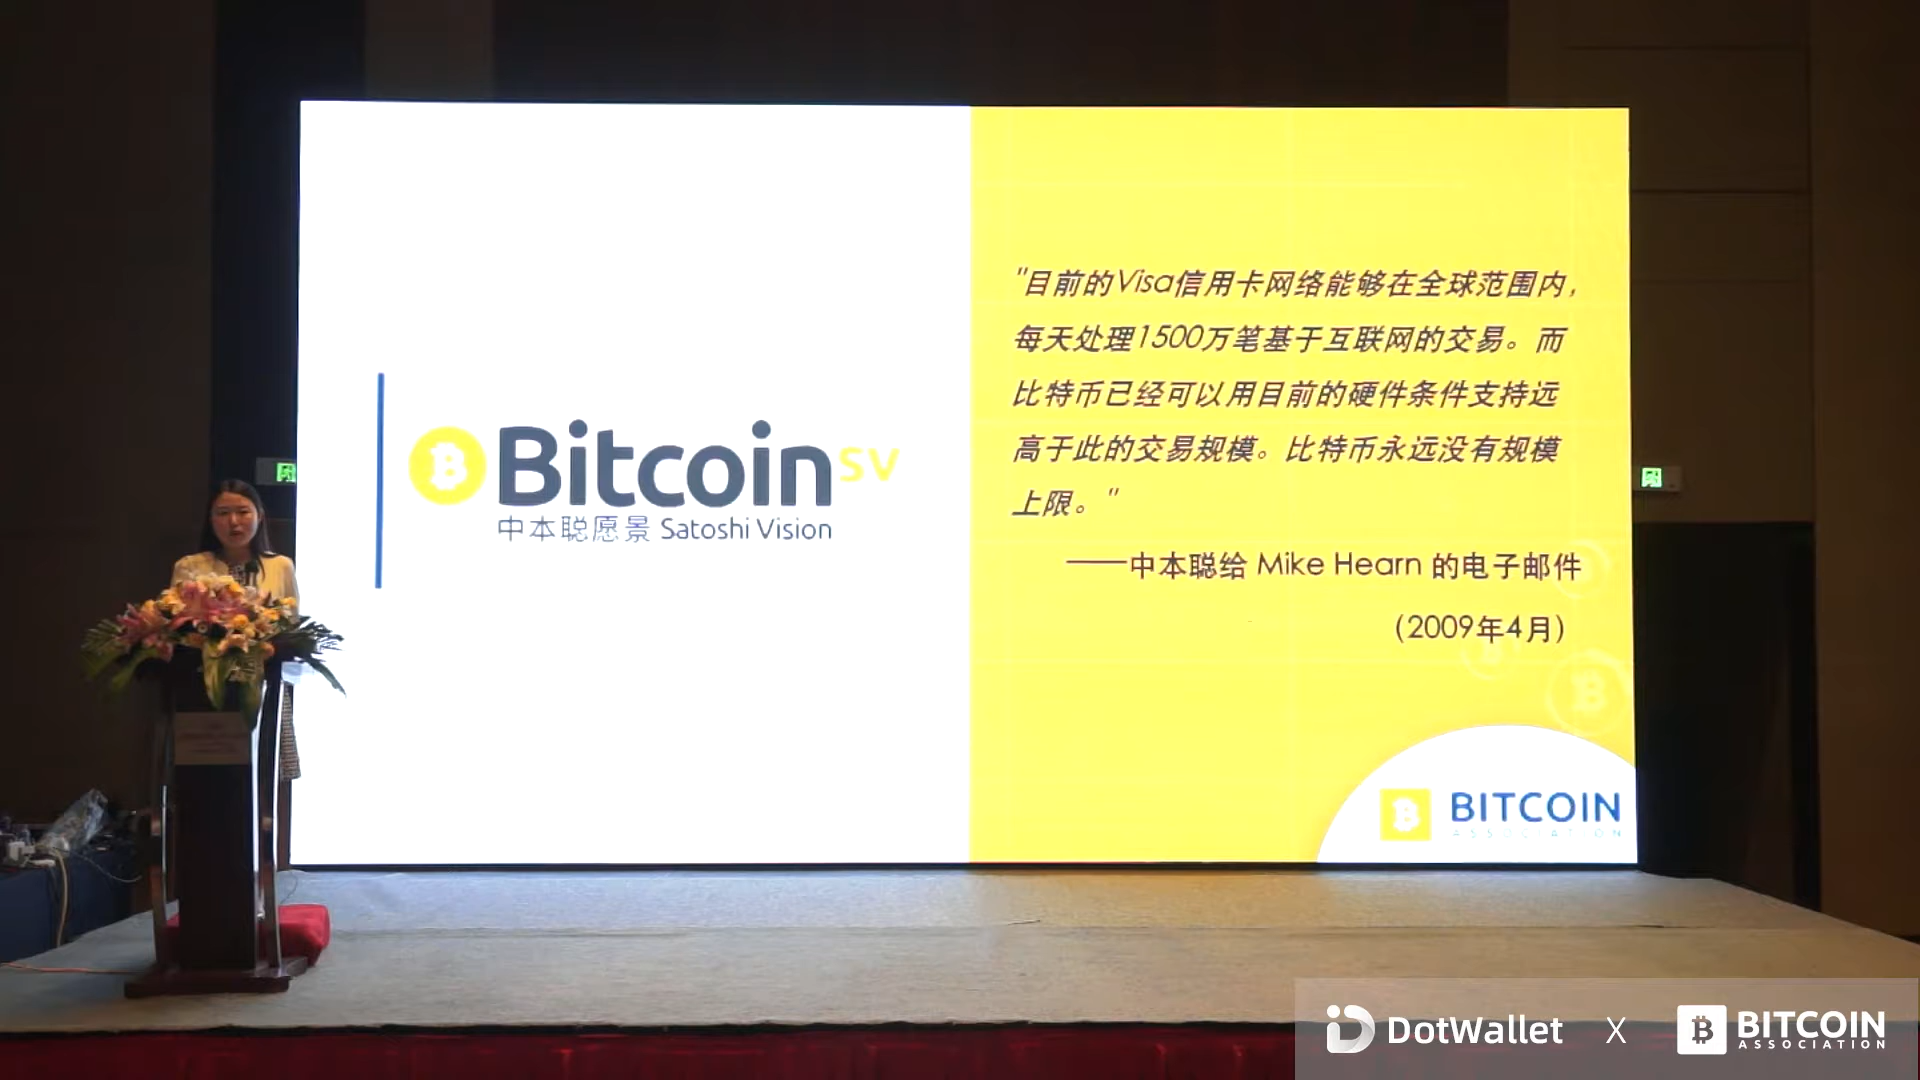 Bitcoin SV
中本聪愿景 Satoshi Vision
"目前的Visa信用卡网络能够在全球范围内，
每天处理1500万笔基于互联网的交易。而
比特币已经可以用目前的硬件条件支持远
高于此的交易规模。比特币永远没有规模
上限。"
——中本聪给 Mike Hearn 的电子邮件
（2009年4月）
BITCOIN
ASSOCIATION
DotWallet X BITCOIN
ASSOCIATION